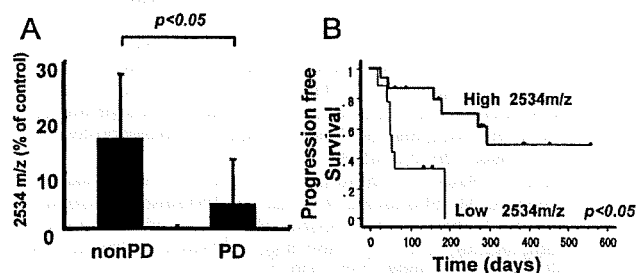 A
p<0.05
2534 m/z (% of control)
30
20
10
0
nonPD PD
B
Progression free
Survival
1
.8
.6
.4
.2
0
High 2534m/z
Low 2534m/z p<0.05
0 100 200 300 400 500 600
Time (days)